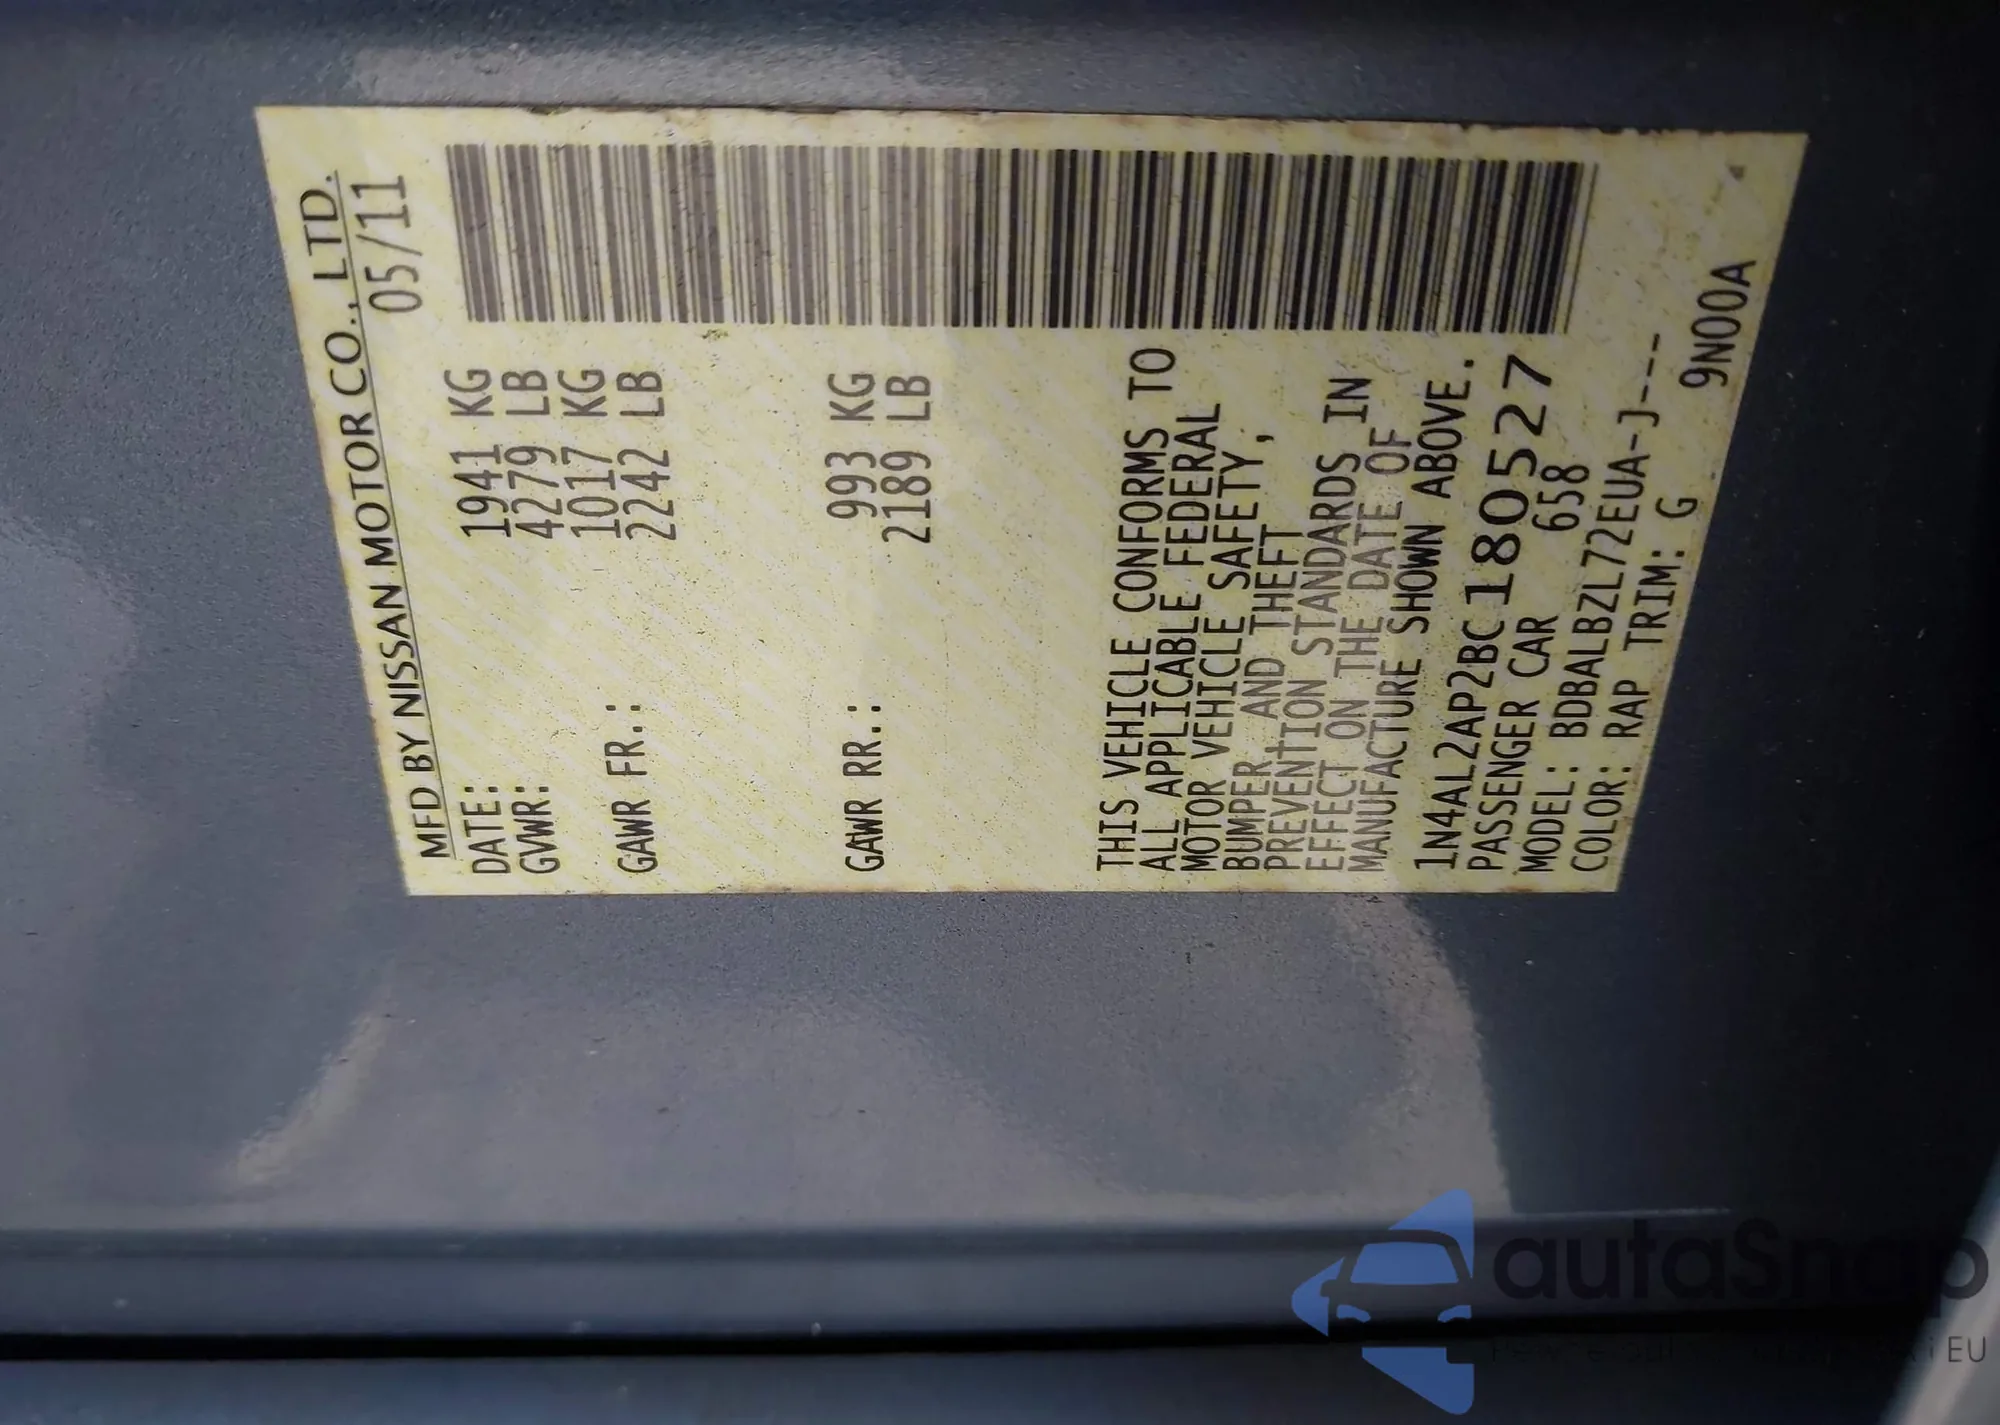 MFD BY NISSAN MOTOR CO., LTD.
DATE: 05/11
GVWR: 1941 KG
4279 LB
GAWR FR.: 1017 KG
2242 LB
GAWR RR.: 993 KG
2189 LB
THIS VEHICLE CONFORMS TO
ALL APPLICABLE FEDERAL
MOTOR VEHICLE SAFETY,
BUMPER, AND THEFT
PREVENTION STANDARDS IN
EFFECT ON THE DATE OF
MANUFACTURE SHOWN ABOVE.
1N4AL2AP2BC180527
PASSENGER CAR 658
MODEL: BDBALBZL72EUA-J---
COLOR: RAP TRIM: G
9N00A
autaSnap
i EU